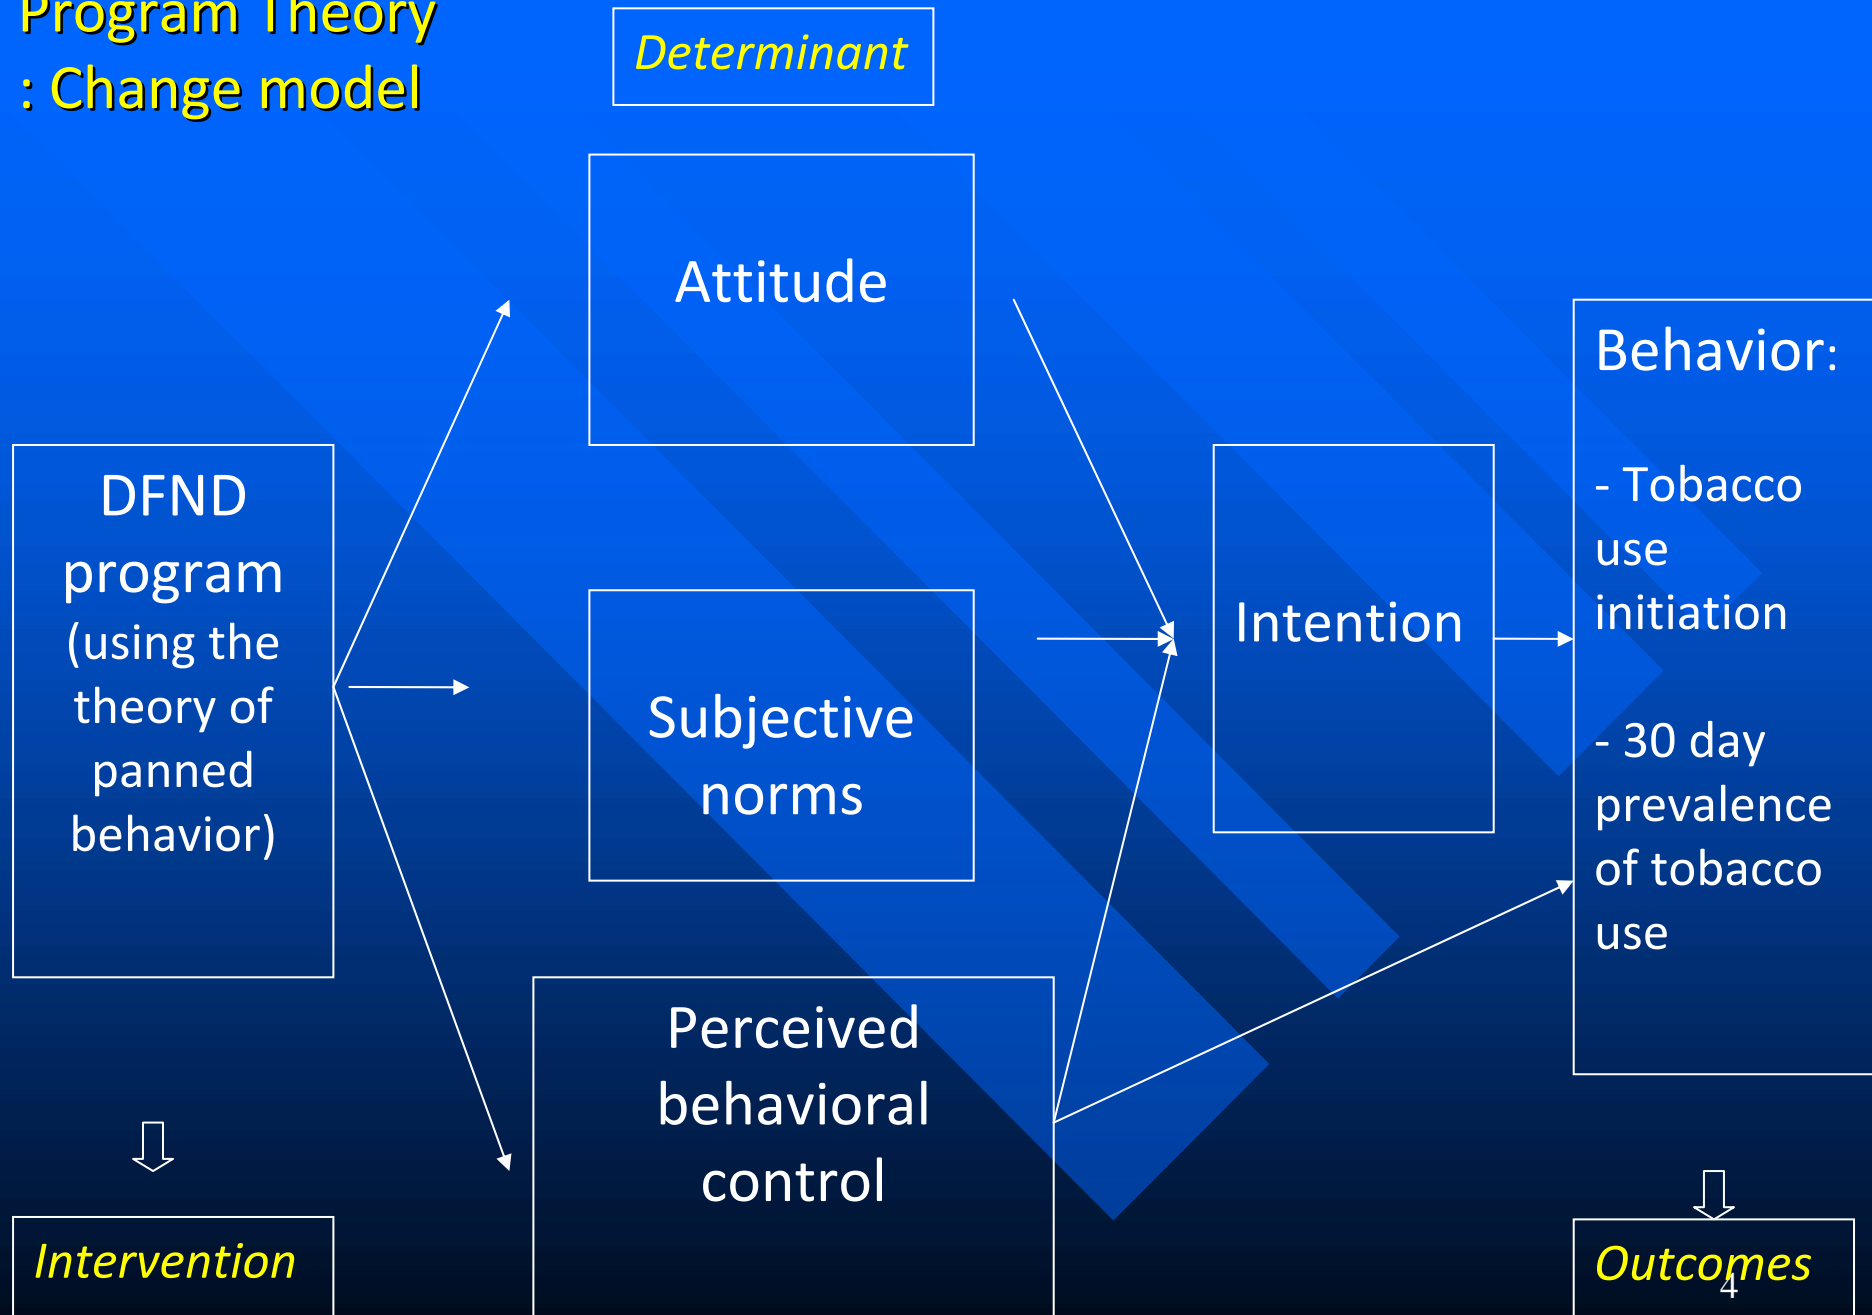 Program Theory
: Change model
Determinant
Attitude
DFND
program
(using the
theory of
panned
behavior)
Subjective
norms
Perceived
behavioral
control
Intention
Behavior:
- Tobacco
use
initiation
- 30 day
prevalence
of tobacco
use
Intervention
Outcomes
4